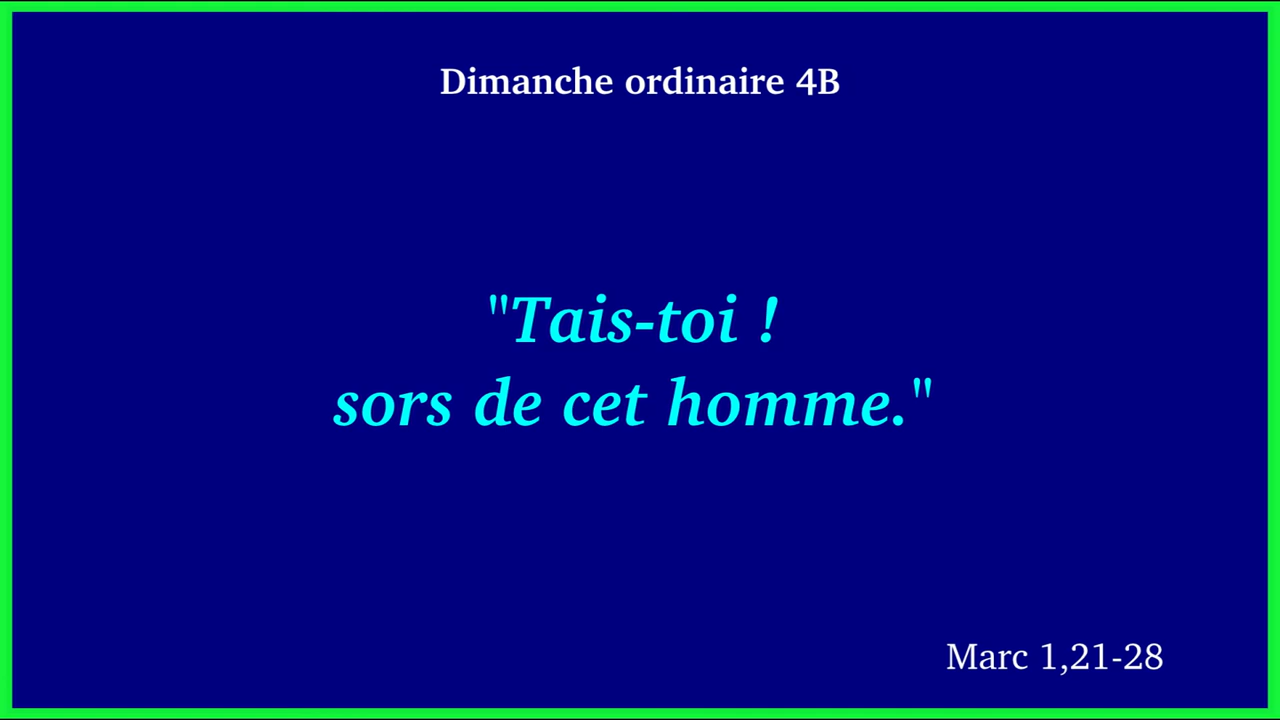 Dimanche ordinaire 4B
"Tais-toi !
sors de cet homme."
Marc 1,21-28